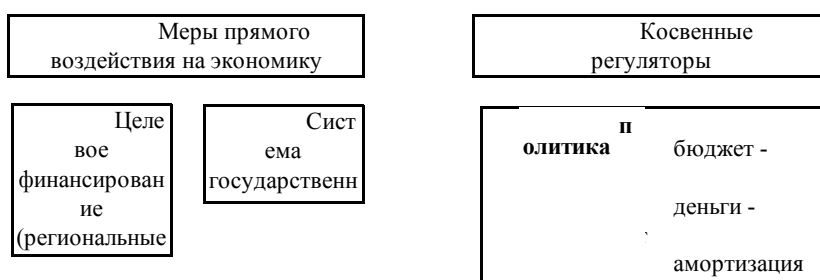 Меры прямого
воздействия на экономику
Косвенные
регуляторы
Целе
вое
финансирован
ие
(региональные
Сист
ема
государственн
п
олитика
бюджет -
деньги -
амортизация